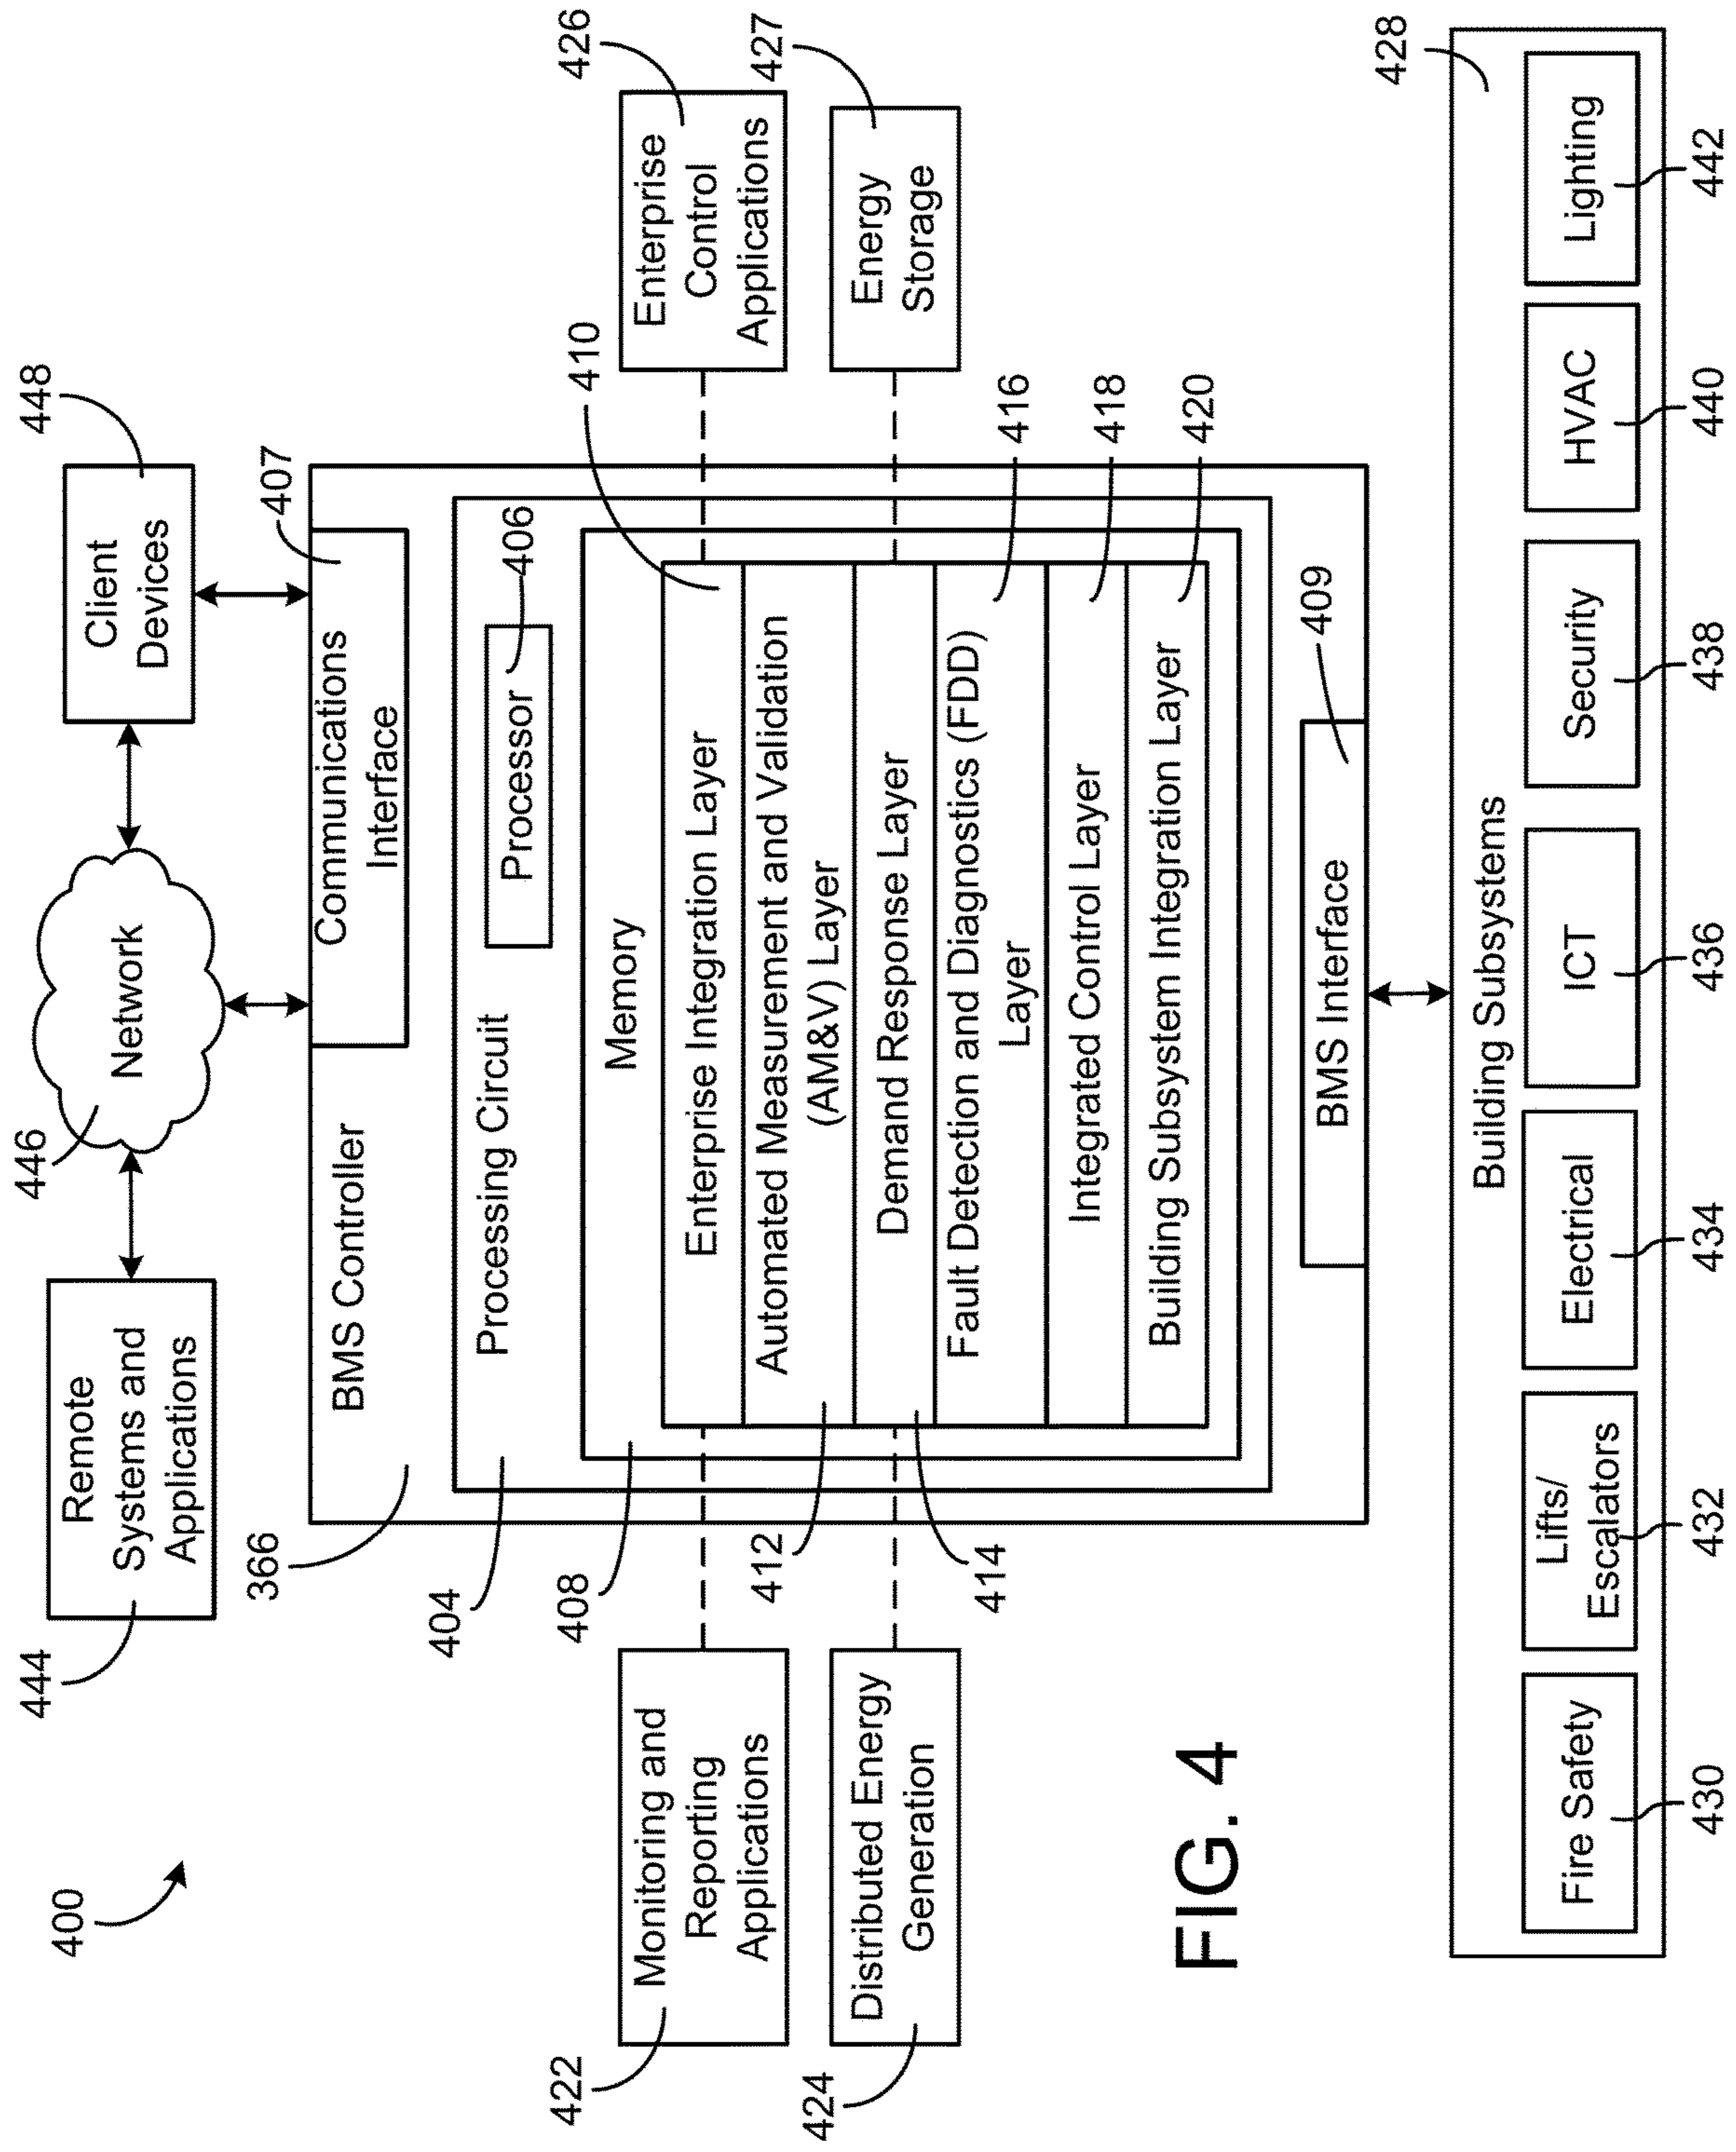 400
444
Remote
Systems and
Applications
446
Network
448
Client
Devices
366
BMS Controller
407
Communications
Interface
404
Processing Circuit
Processor
406
408
Memory
410
Enterprise Integration Layer
412
Automated Measurement and Validation
(AM&V) Layer
414
Demand Response Layer
416
Fault Detection and Diagnostics (FDD)
Layer
418
Integrated Control Layer
420
Building Subsystem Integration Layer
409
BMS Interface
422
Monitoring and
Reporting
Applications
424
Distributed Energy
Generation
426
Enterprise
Control
Applications
427
Energy
Storage
428
Building Subsystems
Fire Safety
Lifts/
Escalators
Electrical
ICT
Security
HVAC
Lighting
430
432
434
436
438
440
442
FIG. 4